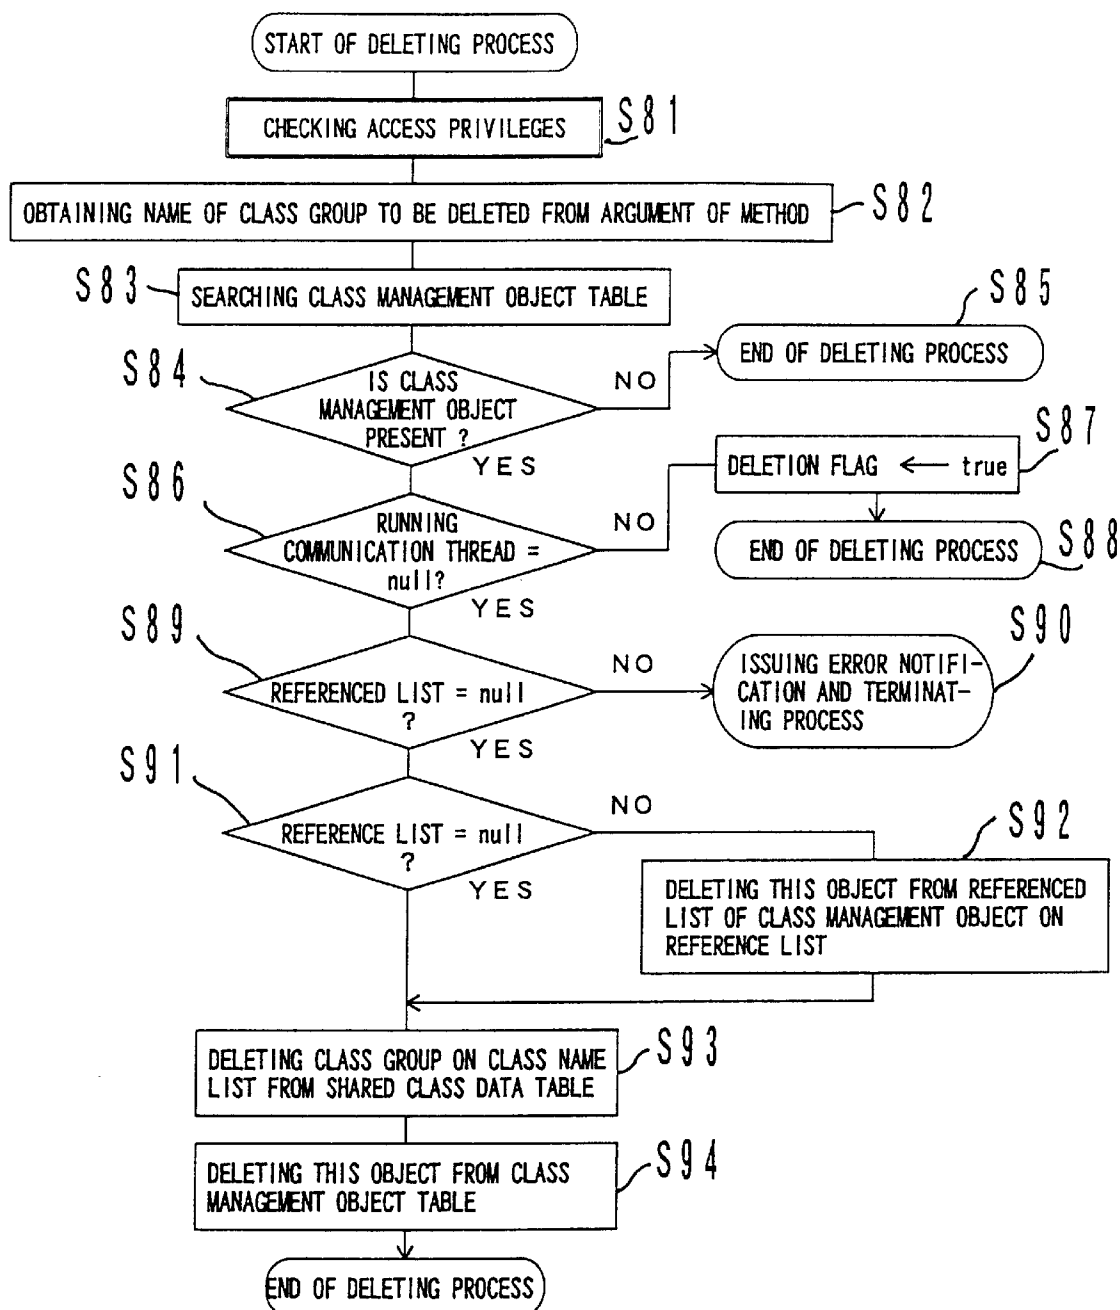 START OF DELETING PROCESS
CHECKING ACCESS PRIVILEGES
S81
OBTAINING NAME OF CLASS GROUP TO BE DELETED FROM ARGUMENT OF METHOD
S82
S83
SEARCHING CLASS MANAGEMENT OBJECT TABLE
S85
END OF DELETING PROCESS
S84
IS CLASS
MANAGEMENT OBJECT
PRESENT ?
NO
YES
S87
DELETION FLAG ← true
S86
RUNNING
COMMUNICATION THREAD =
null?
NO
YES
END OF DELETING PROCESS
S88
S89
REFERENCED LIST = null
?
NO
YES
S90
ISSUING ERROR NOTIFI-
CATION AND TERMINAT-
ING PROCESS
S91
REFERENCE LIST = null
?
NO
YES
S92
DELETING THIS OBJECT FROM REFERENCED
LIST OF CLASS MANAGEMENT OBJECT ON
REFERENCE LIST
DELETING CLASS GROUP ON CLASS NAME
LIST FROM SHARED CLASS DATA TABLE
S93
DELETING THIS OBJECT FROM CLASS
MANAGEMENT OBJECT TABLE
S94
END OF DELETING PROCESS